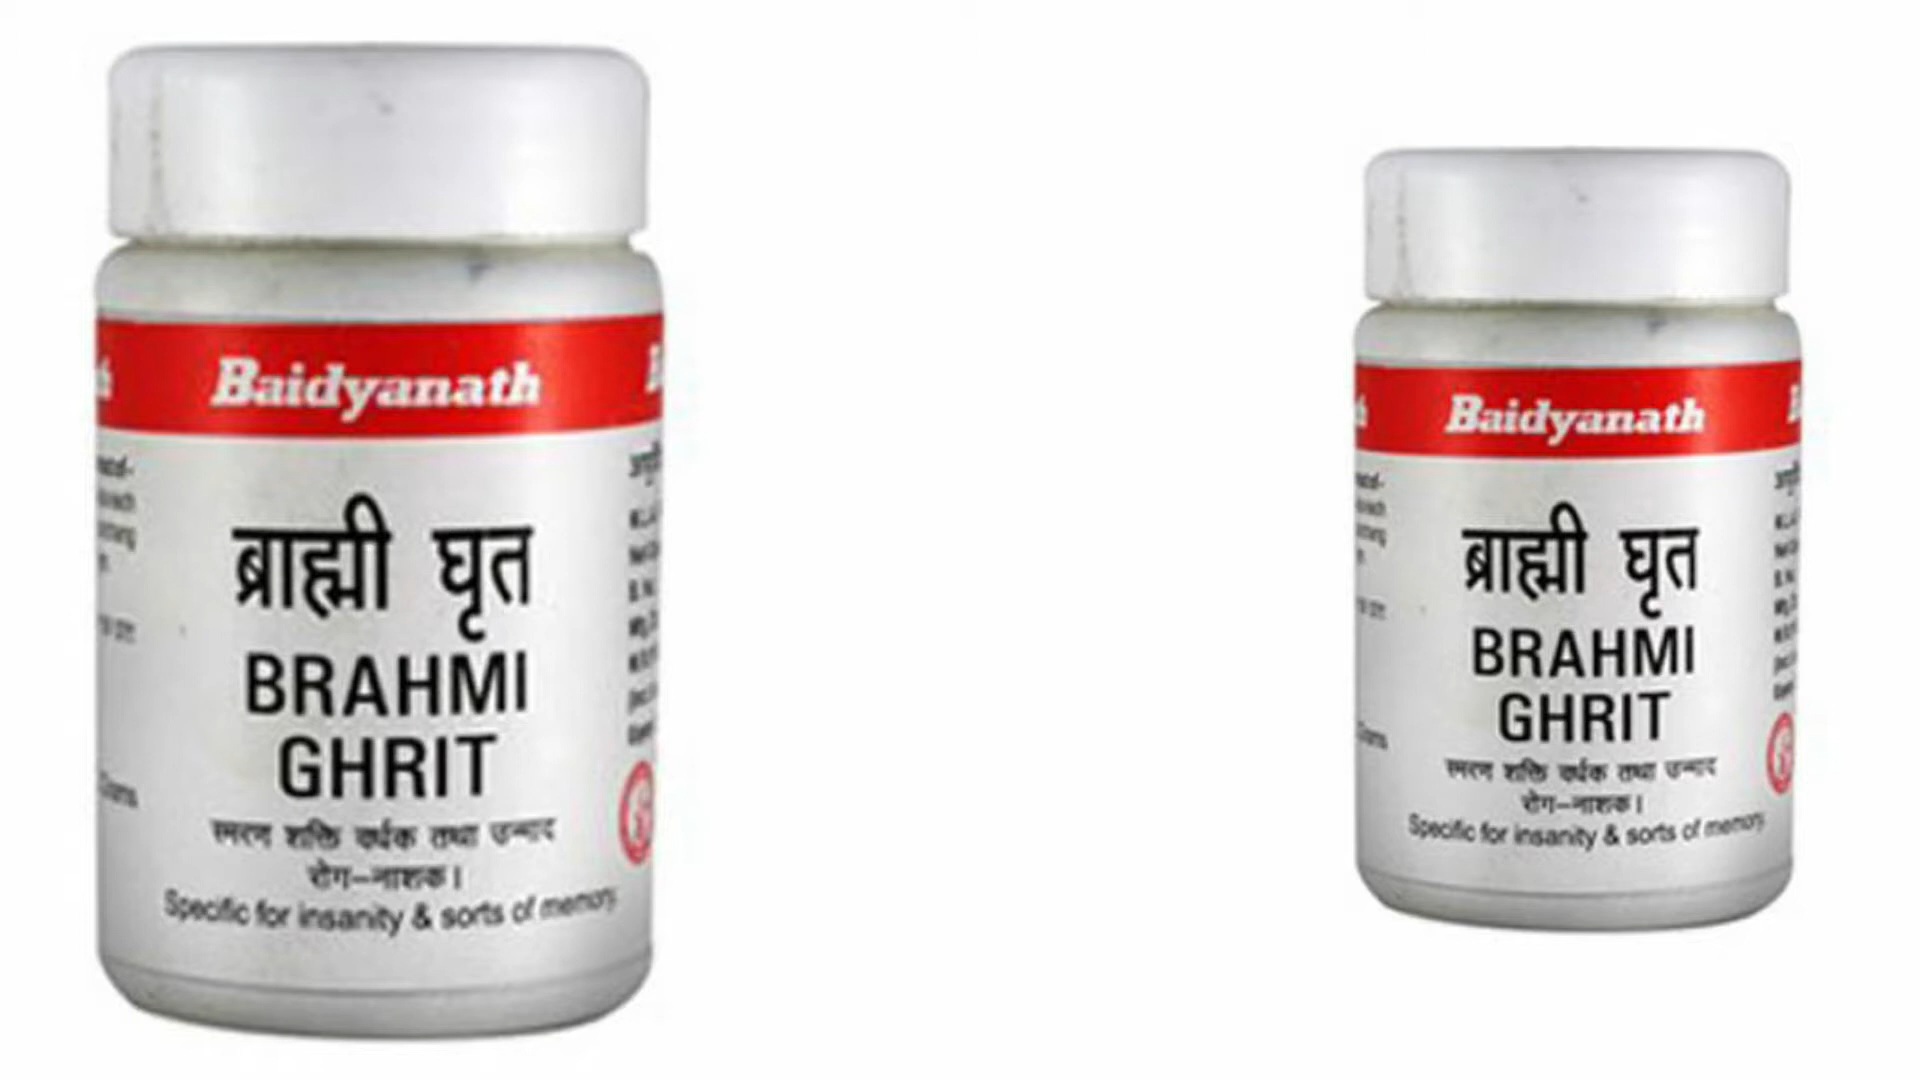 Baidyanath
ब्राह्मी घृत
BRAHMI
GHRIT
स्मरण शक्ति वर्धक तथा उन्माद
रोग–नाशक।
Specific for insanity & sorts of memory.
Baidyanath
ब्राह्मी घृत
BRAHMI
GHRIT
स्मरण शक्ति वर्धक तथा उन्माद
रोग–नाशक।
Specific for insanity & sorts of memory.